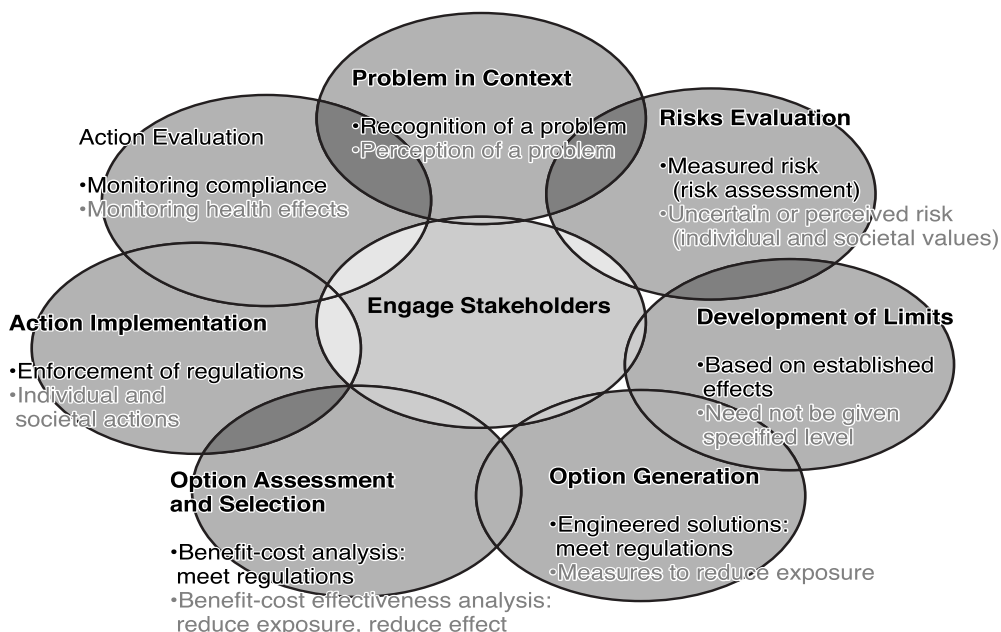 Problem in Context
•Recognition of a problem
•Perception of a problem
Risks Evaluation
•Measured risk
(risk assessment)
•Uncertain or perceived risk
(individual and societal values)
Development of Limits
•Based on established
effects
•Need not be given
specified level
Option Generation
•Engineered solutions:
meet regulations
•Measures to reduce exposure
Option Assessment
and Selection
•Benefit-cost analysis:
meet regulations
•Benefit-cost effectiveness analysis:
reduce exposure, reduce effect
Action Implementation
•Enforcement of regulations
•Individual and
societal actions
Action Evaluation
•Monitoring compliance
•Monitoring health effects
Engage Stakeholders